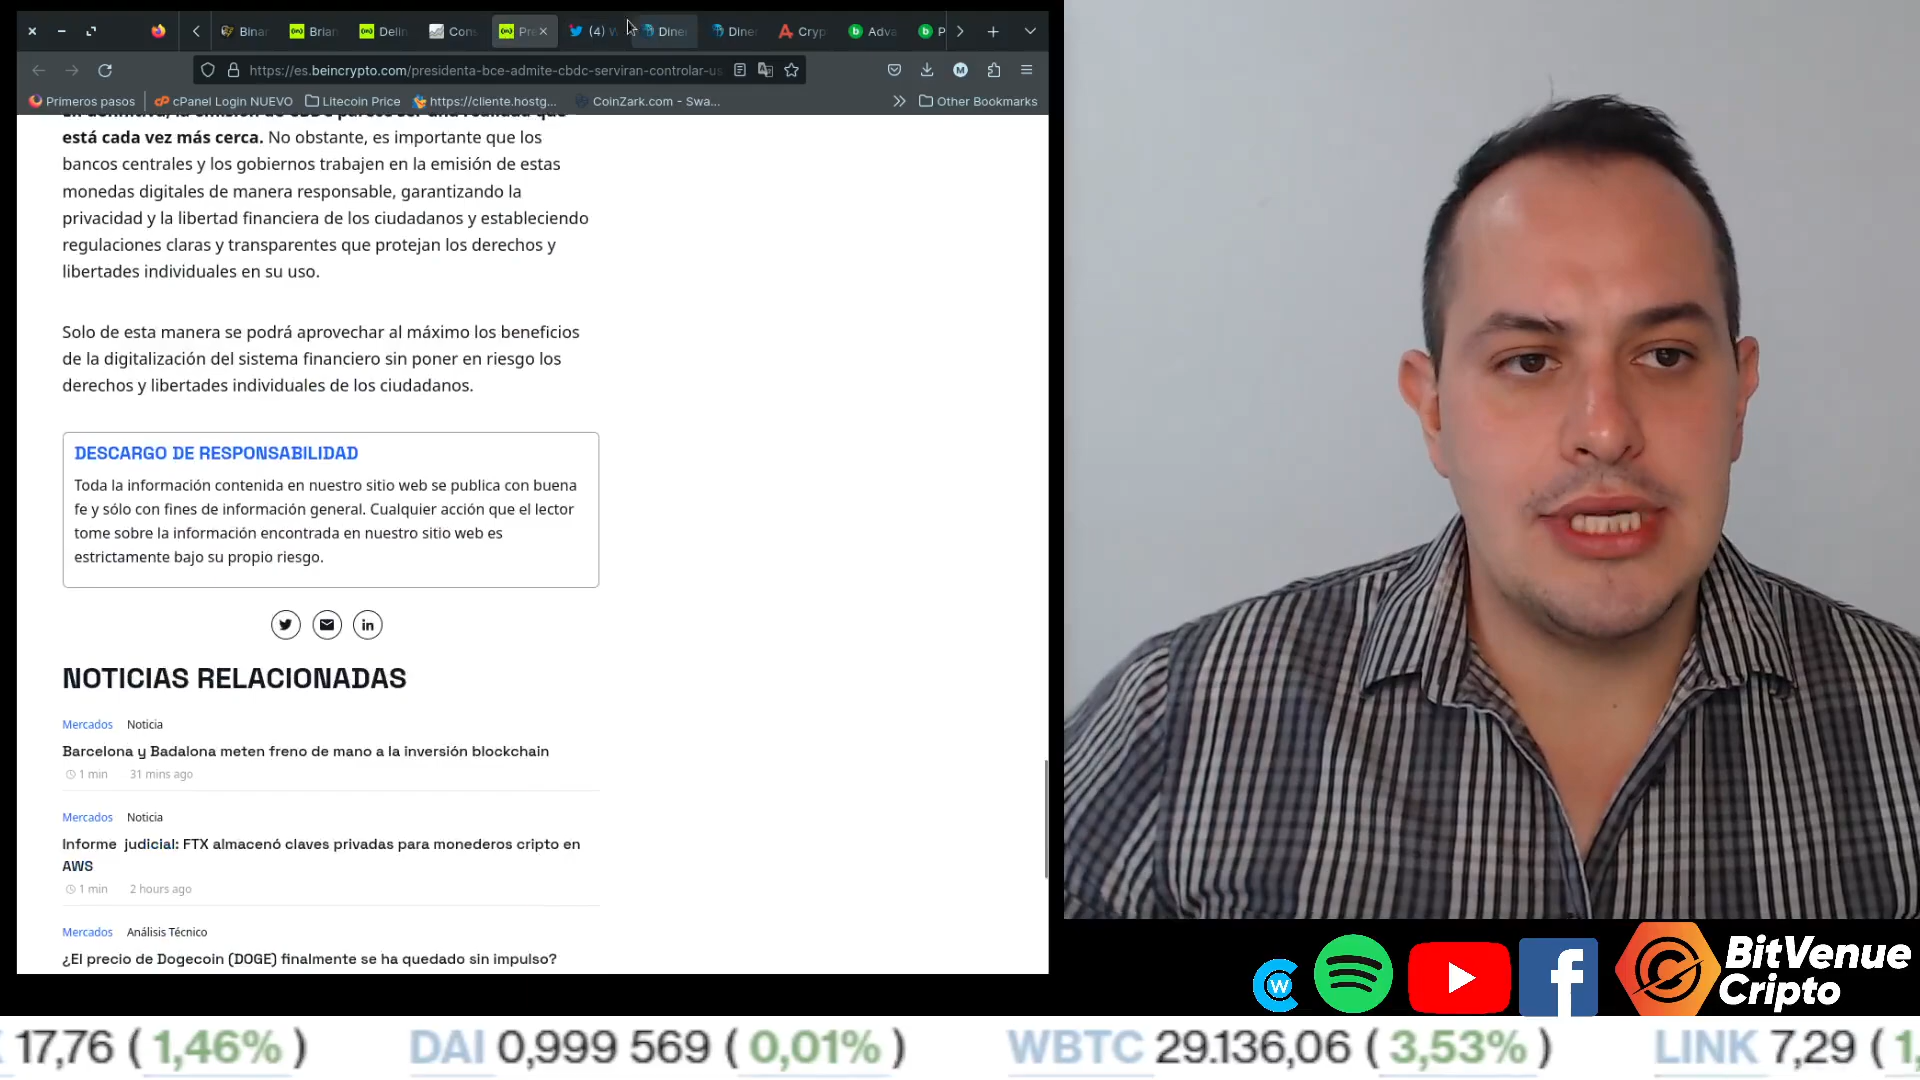 Binan
Brian
Delin
Con
Pre
(4) W
Dine
Dine
Cryp
Adva
P
https://es.beincrypto.com/presidenta-bce-admite-cbdc-serviran-controlar-us
Primeros pasos
cPanel Login NUEVO
Litecoin Price
https://cliente.hostg...
CoinZark.com - Swa...
Other Bookmarks
está cada vez más cerca. No obstante, es importante que los
bancos centrales y los gobiernos trabajen en la emisión de estas
monedas digitales de manera responsable, garantizando la
privacidad y la libertad financiera de los ciudadanos y estableciendo
regulaciones claras y transparentes que protejan los derechos y
libertades individuales en su uso.
Solo de esta manera se podrá aprovechar al máximo los beneficios
de la digitalización del sistema financiero sin poner en riesgo los
derechos y libertades individuales de los ciudadanos.
DESCARGO DE RESPONSABILIDAD
Toda la información contenida en nuestro sitio web se publica con buena
fe y sólo con fines de información general. Cualquier acción que el lector
tome sobre la información encontrada en nuestro sitio web es
estrictamente bajo su propio riesgo.
NOTICIAS RELACIONADAS
Mercados Noticia
Barcelona y Badalona meten freno de mano a la inversión blockchain
1 min 31 mins ago
Mercados Noticia
Informe judicial: FTX almacenó claves privadas para monederos cripto en
AWS
1 min 2 hours ago
Mercados Análisis Técnico
¿El precio de Dogecoin (DOGE) finalmente se ha quedado sin impulso?
BitVenue
Cripto
17,76 ( 1,46% ) DAI 0,999 569 ( 0,01% ) WBTC 29.136,06 ( 3,53% ) LINK 7,29 ( 1,